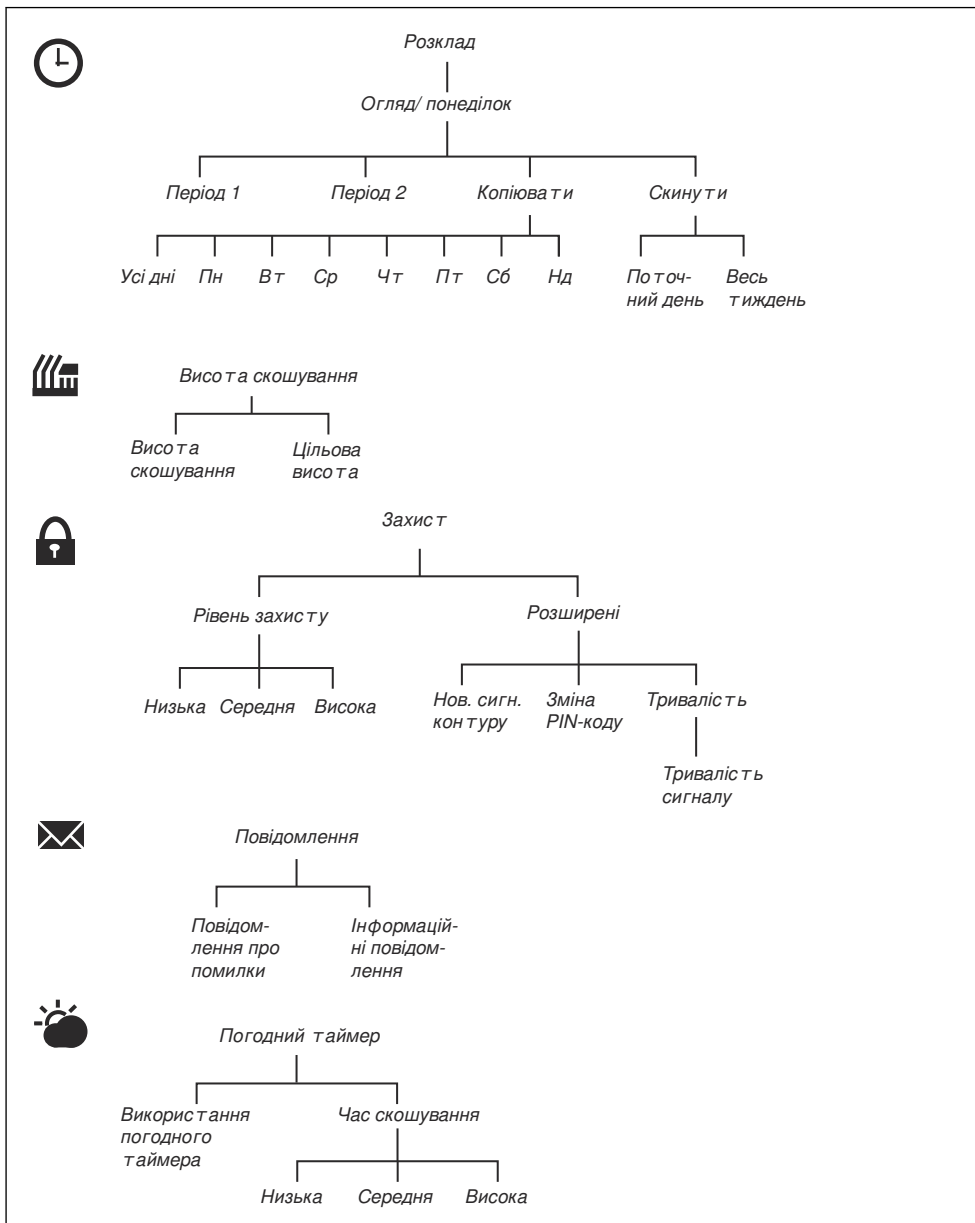 Розклад
Огляд/ понеділок
Період 1
Період 2
Копіювати
Скинути
Усі дні
Пн
Вт
Ср
Чт
Пт
Сб
Нд
Поточ-
ний день
Весь
тиждень
Висота скошування
Висота
скошування
Цільова
висота
Захист
Рівень захисту
Розширені
Низька
Середня
Висока
Нов. сигн.
контуру
Зміна
PIN-коду
Тривалість
Тривалість
сигналу
Повідомлення
Повідом-
лення про
помилки
Інформацій-
ні повідом-
лення
Погодний таймер
Використання
погодного
таймера
Час скошування
Низька
Середня
Висока